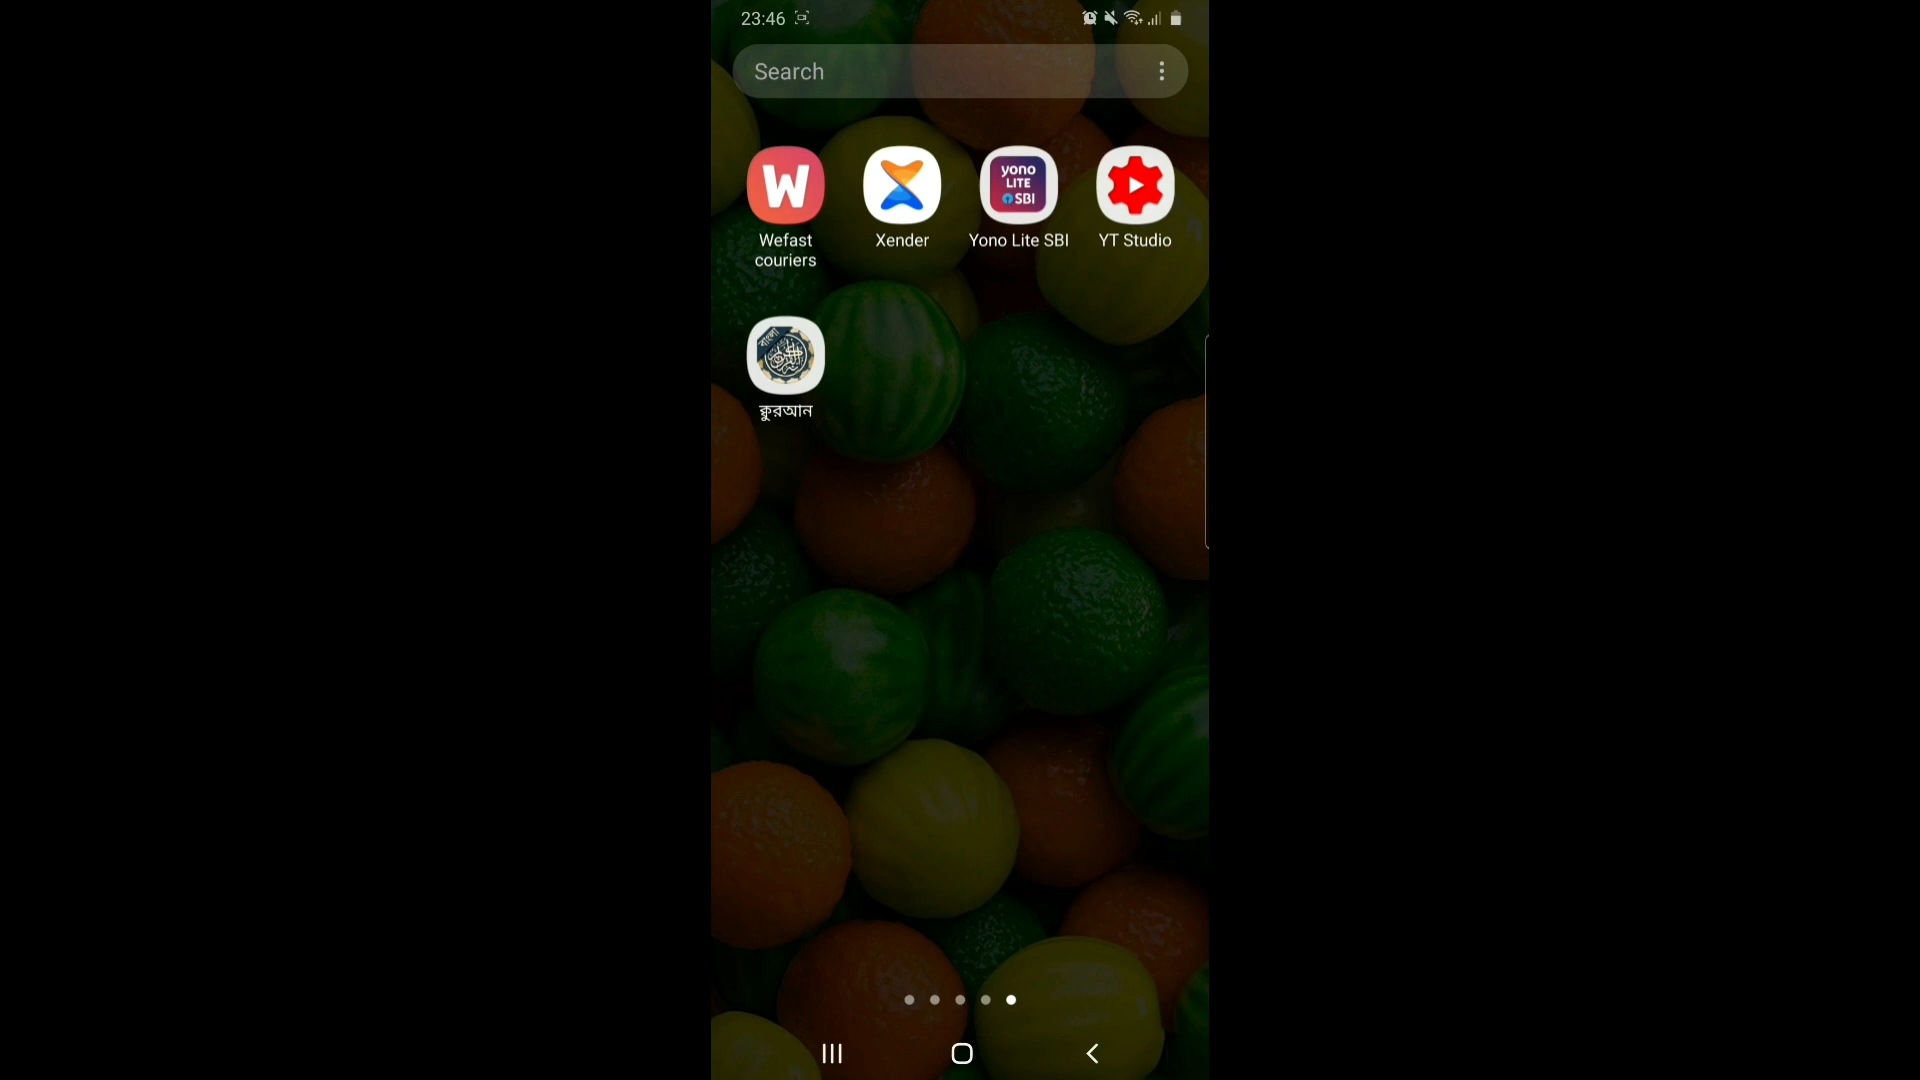 23:46
Search
W
yono
LITE
SBI
Wefast
couriers
Xender
Yono Lite SBI
YT Studio
বাংলা
ক্বুরআন